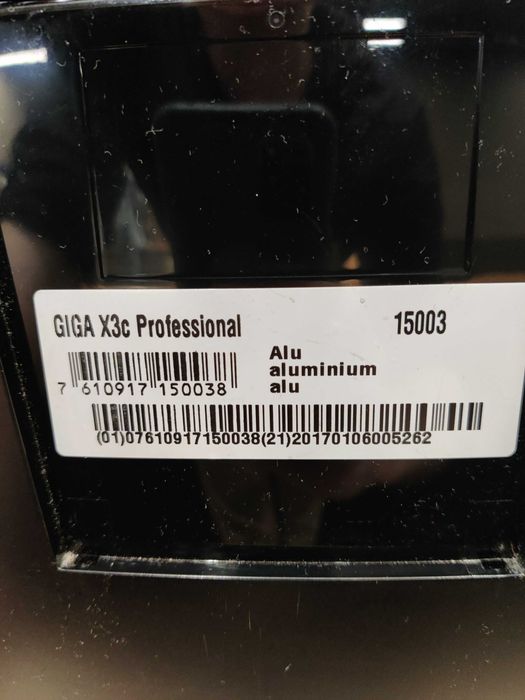 GIGA X3c Professional 15003
Alu
aluminium
alu
7 610917 150038
(01)07610917150038(21)20170106005262